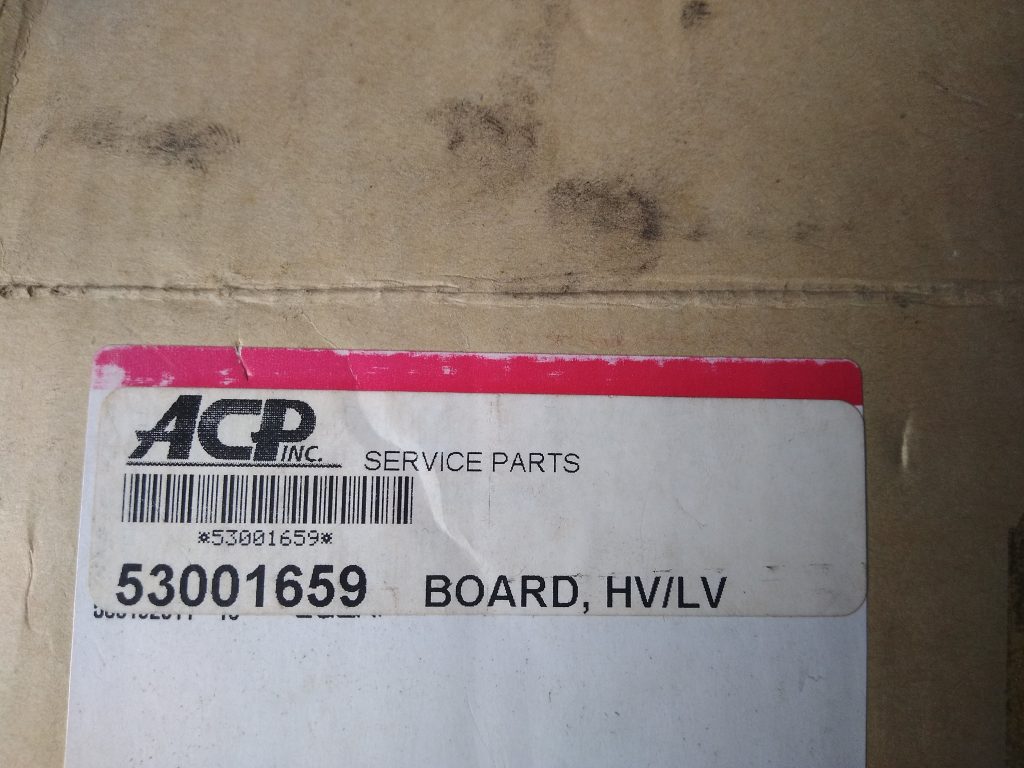 ACP INC.
SERVICE PARTS
*53001659*
53001659 BOARD, HV/LV